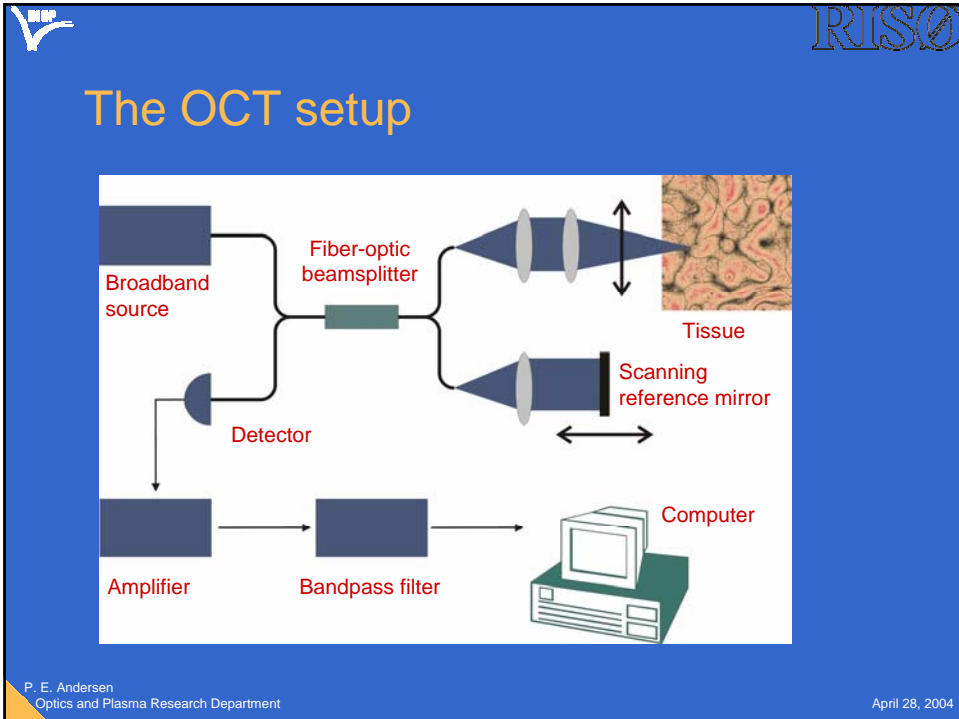 RISØ
The OCT setup
Broadband
source
Fiber-optic
beamsplitter
Tissue
Scanning
reference mirror
Detector
Computer
Amplifier
Bandpass filter
P. E. Andersen
Optics and Plasma Research Department
April 28, 2004